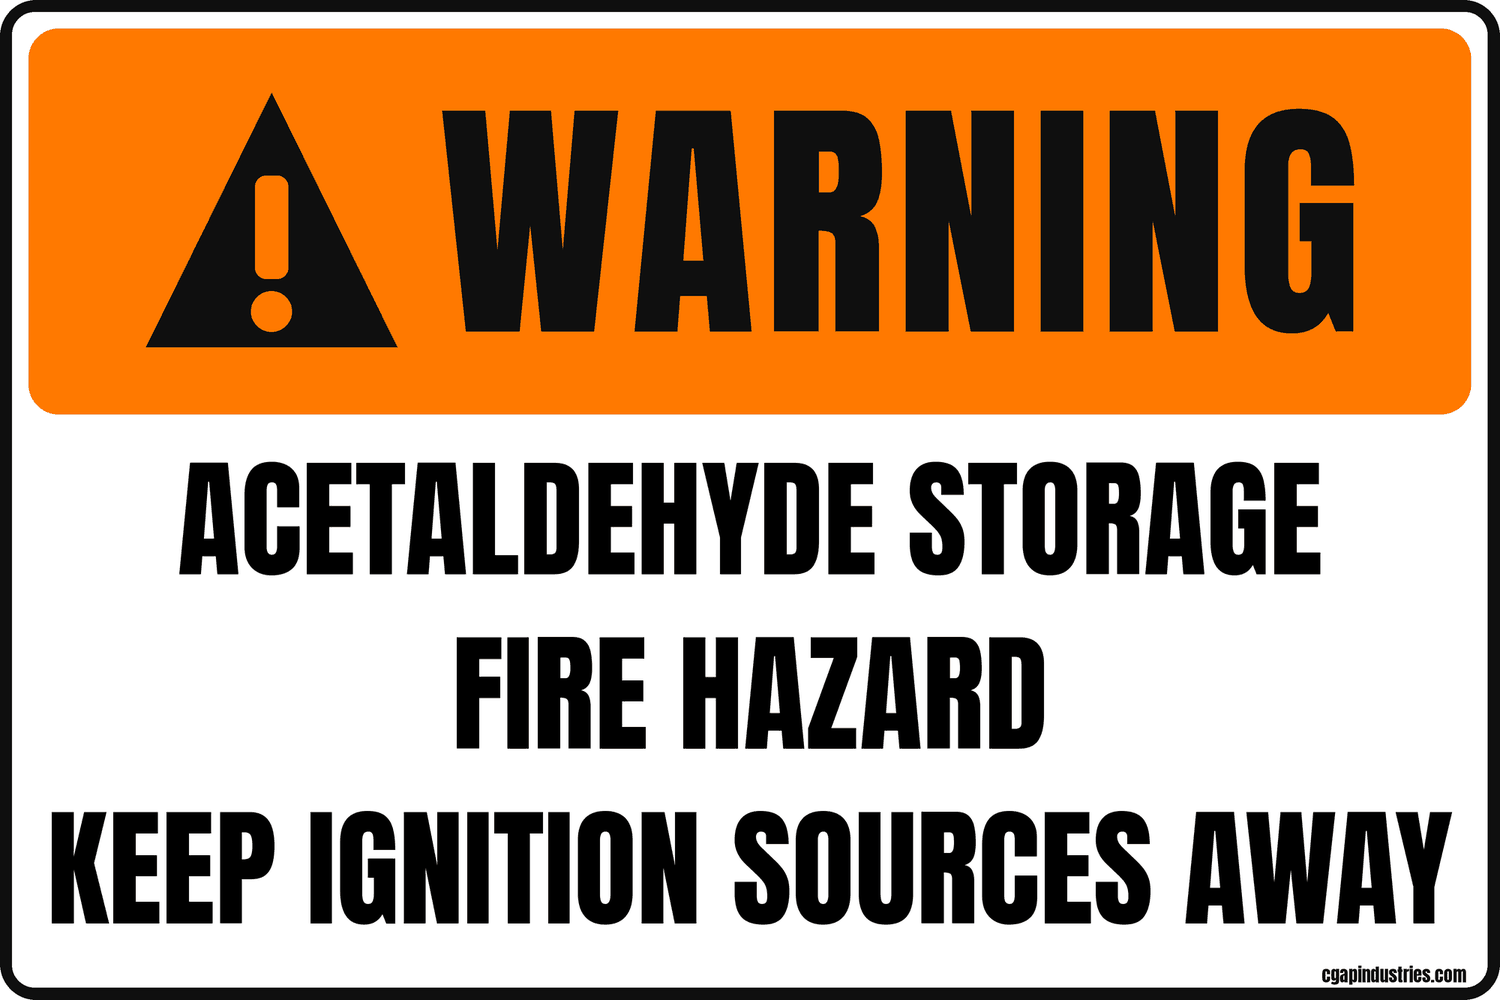 WARNING
ACETALDEHYDE STORAGE
FIRE HAZARD
KEEP IGNITION SOURCES AWAY
cgapindustries.com